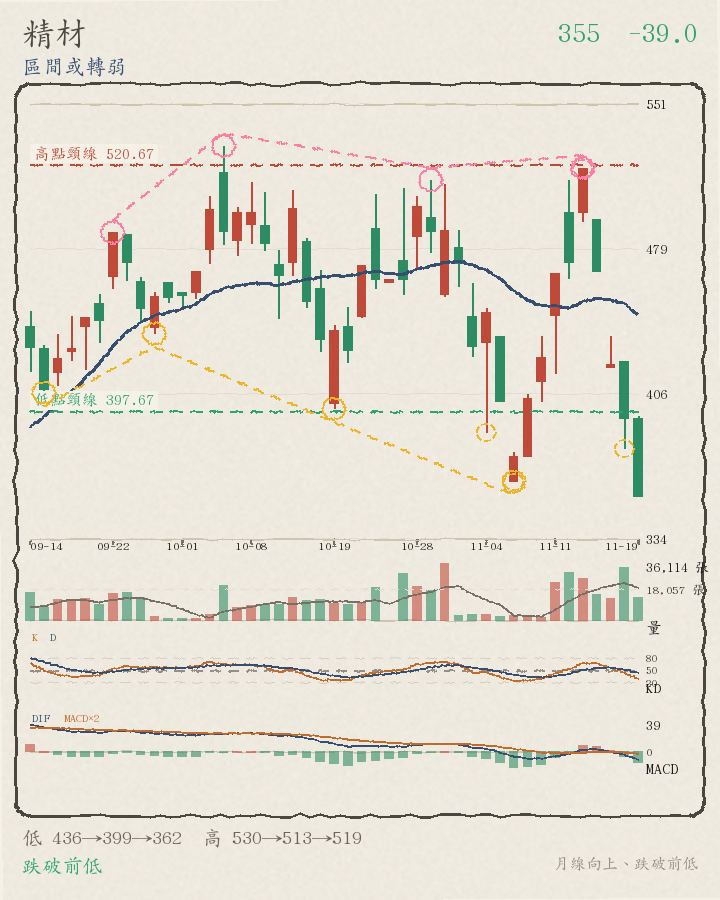 精材
355 -39.0
區間或轉弱
551
高點頸線 520.67
479
406
低點頸線 397.67
334
09-14 09-22 10-01 10-08 10-19 10-28 11-04 11-11 11-19
36,114 張
18,057 張
量
K D
80
50
20
KD
DIF MACD×2
39
0
MACD
低 436→399→362 高 530→513→519
跌破前低
月線向上、跌破前低